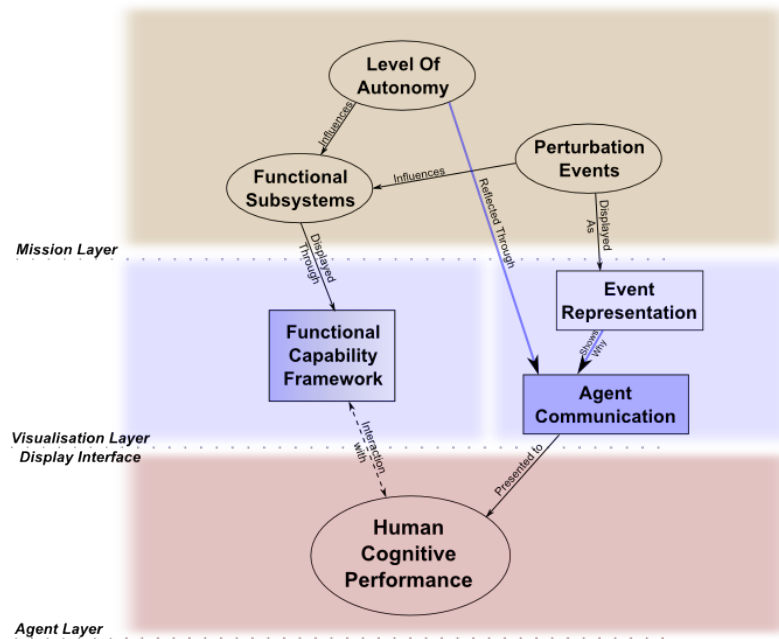 Level Of
Autonomy
Influences
Perturbation
Events
Influences
Functional
Subsystems
Reflected Through
Displayed
As
Displayed
Through
Mission Layer
Event
Representation
Functional
Capability
Framework
Shows
Why
Agent
Communication
Interaction
with
Visualisation Layer
Display Interface
Presented to
Human
Cognitive
Performance
Agent Layer